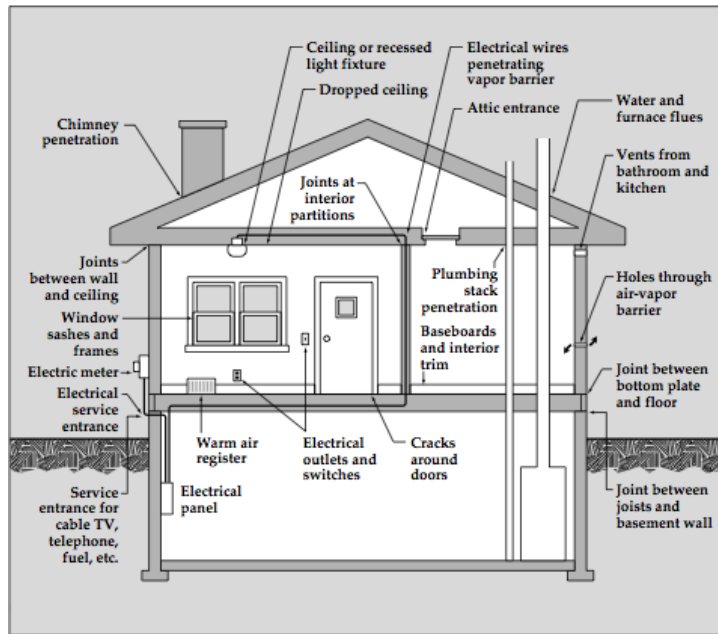 Ceiling or recessed
light fixture
Dropped ceiling
Electrical wires
penetrating
vapor barrier
Attic entrance
Water and
furnace flues
Chimney
penetration
Vents from
bathroom and
kitchen
Joints at
interior
partitions
Joints
between wall
and ceiling
Plumbing
stack
penetration
Holes through
air-vapor
barrier
Window
sashes and
frames
Baseboards
and interior
trim
Electric meter
Electrical
service
entrance
Joint between
bottom plate
and floor
Warm air
register
Electrical
outlets and
switches
Cracks
around
doors
Service
entrance for
cable TV,
telephone,
fuel, etc.
Electrical
panel
Joint between
joists and
basement wall